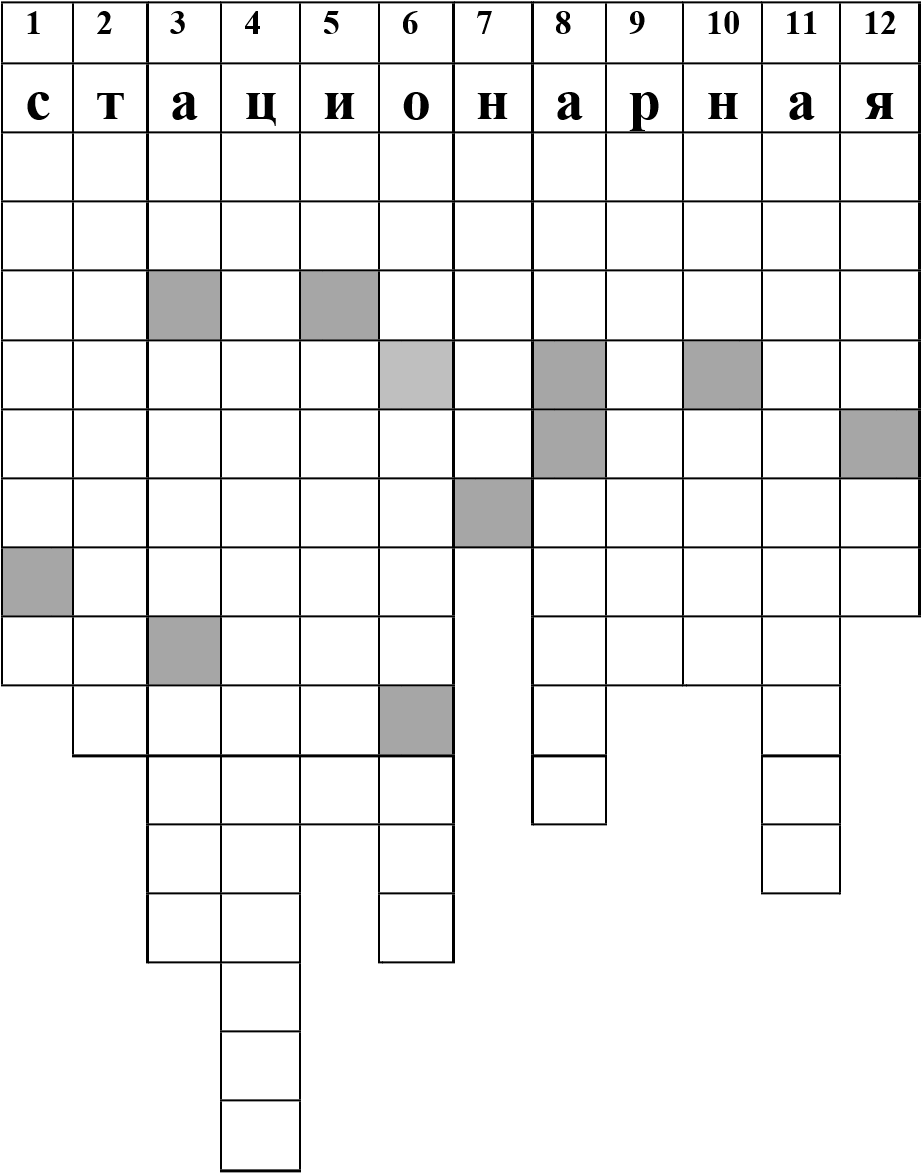 1 2 3 4 5 6 7 8 9 10 11 12
с т а ц и о н а р н а я